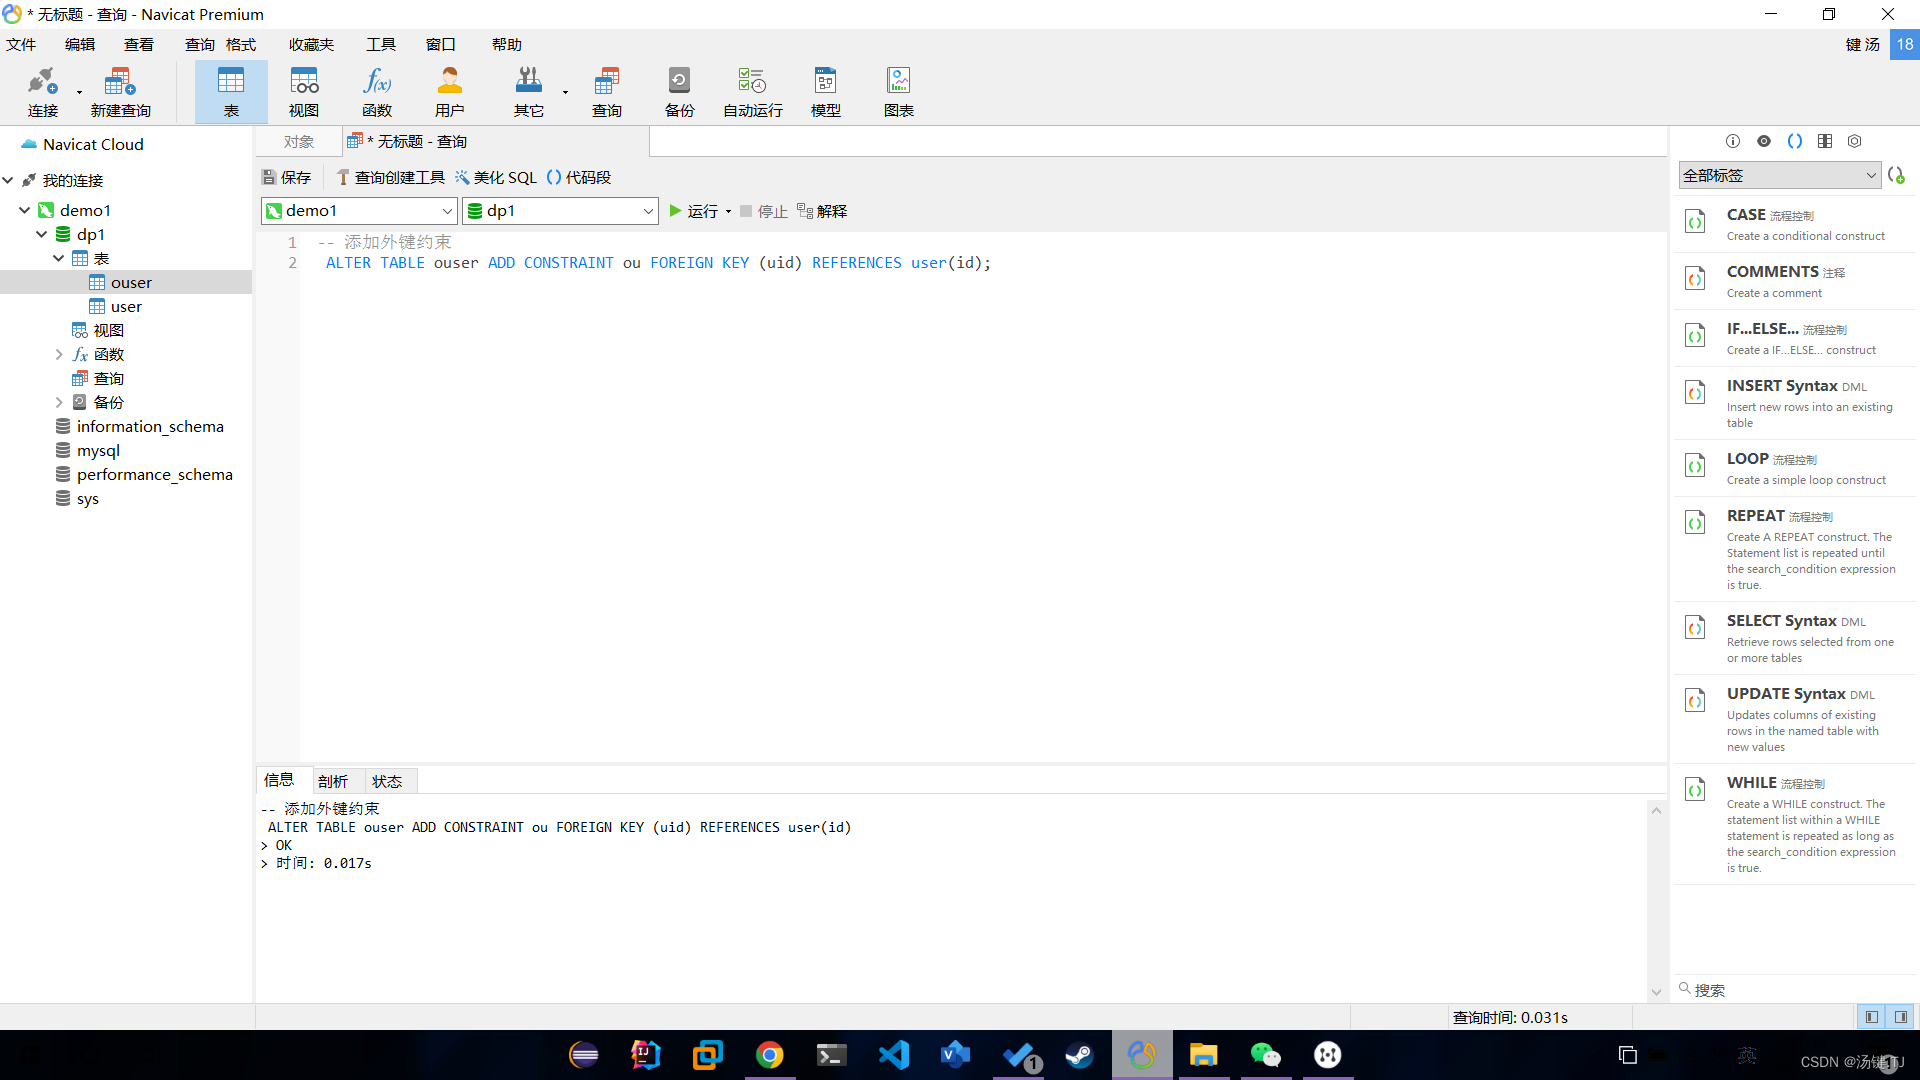 * 无标题 - 查询 - Navicat Premium
文件 编辑 查看 查询 格式 收藏夹 工具 窗口 帮助 键 汤 18
连接 新建查询 表 视图 函数 用户 其它 查询 备份 自动运行 模型 图表
Navicat Cloud
我的连接
demo1
dp1
表
ouser
user
视图
函数
查询
备份
information_schema
mysql
performance_schema
sys
对象 * 无标题 - 查询
保存 查询创建工具 美化 SQL 代码段
demo1 dp1 运行 停止 解释
1 -- 添加外键约束
2 ALTER TABLE ouser ADD CONSTRAINT ou FOREIGN KEY (uid) REFERENCES user(id);
信息 剖析 状态
-- 添加外键约束
ALTER TABLE ouser ADD CONSTRAINT ou FOREIGN KEY (uid) REFERENCES user(id)
> OK
> 时间: 0.017s
全部标签
CASE 流程控制
Create a conditional construct
COMMENTS 注释
Create a comment
IF...ELSE... 流程控制
Create a IF...ELSE... construct
INSERT Syntax DML
Insert new rows into an existing
table
LOOP 流程控制
Create a simple loop construct
REPEAT 流程控制
Create A REPEAT construct. The
Statement list is repeated until
the search_condition expression
is true.
SELECT Syntax DML
Retrieve rows selected from one
or more tables
UPDATE Syntax DML
Updates columns of existing
rows in the named table with
new values
WHILE 流程控制
Create a WHILE construct. The
statement list within a WHILE
statement is repeated as long as
the search_condition expression
is true.
搜索
查询时间: 0.031s
英
CSDN @汤键.TJ